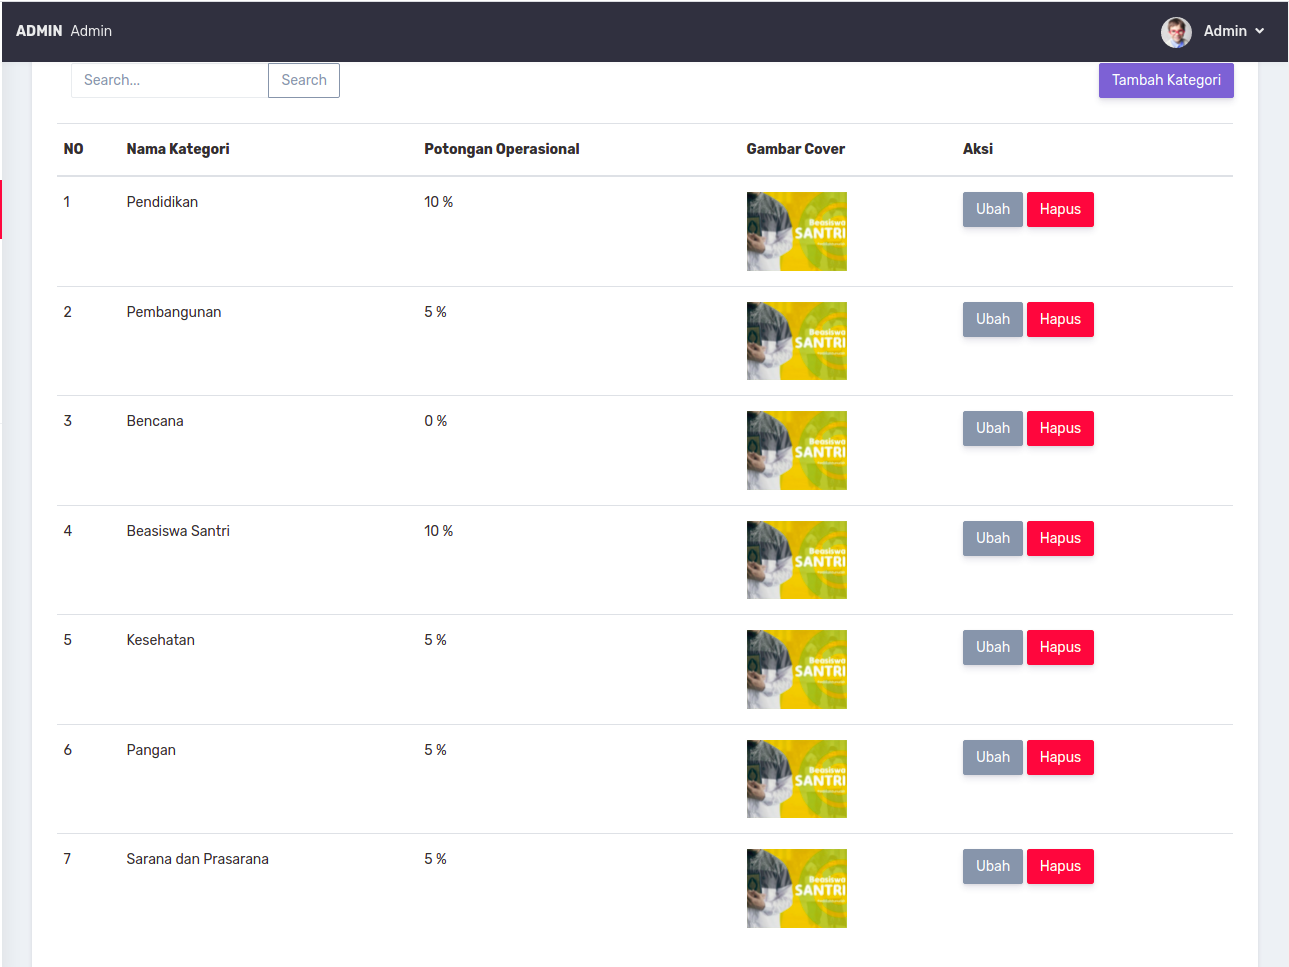 ADMIN Admin
Admin
Search...
Search
Tambah Kategori
NO Nama Kategori Potongan Operasional Gambar Cover Aksi
1 Pendidikan 10 % Beasiswa SANTRI Ubah Hapus
2 Pembangunan 5 % Beasiswa SANTRI Ubah Hapus
3 Bencana 0 % Beasiswa SANTRI Ubah Hapus
4 Beasiswa Santri 10 % Beasiswa SANTRI Ubah Hapus
5 Kesehatan 5 % Beasiswa SANTRI Ubah Hapus
6 Pangan 5 % Beasiswa SANTRI Ubah Hapus
7 Sarana dan Prasarana 5 % Beasiswa SANTRI Ubah Hapus